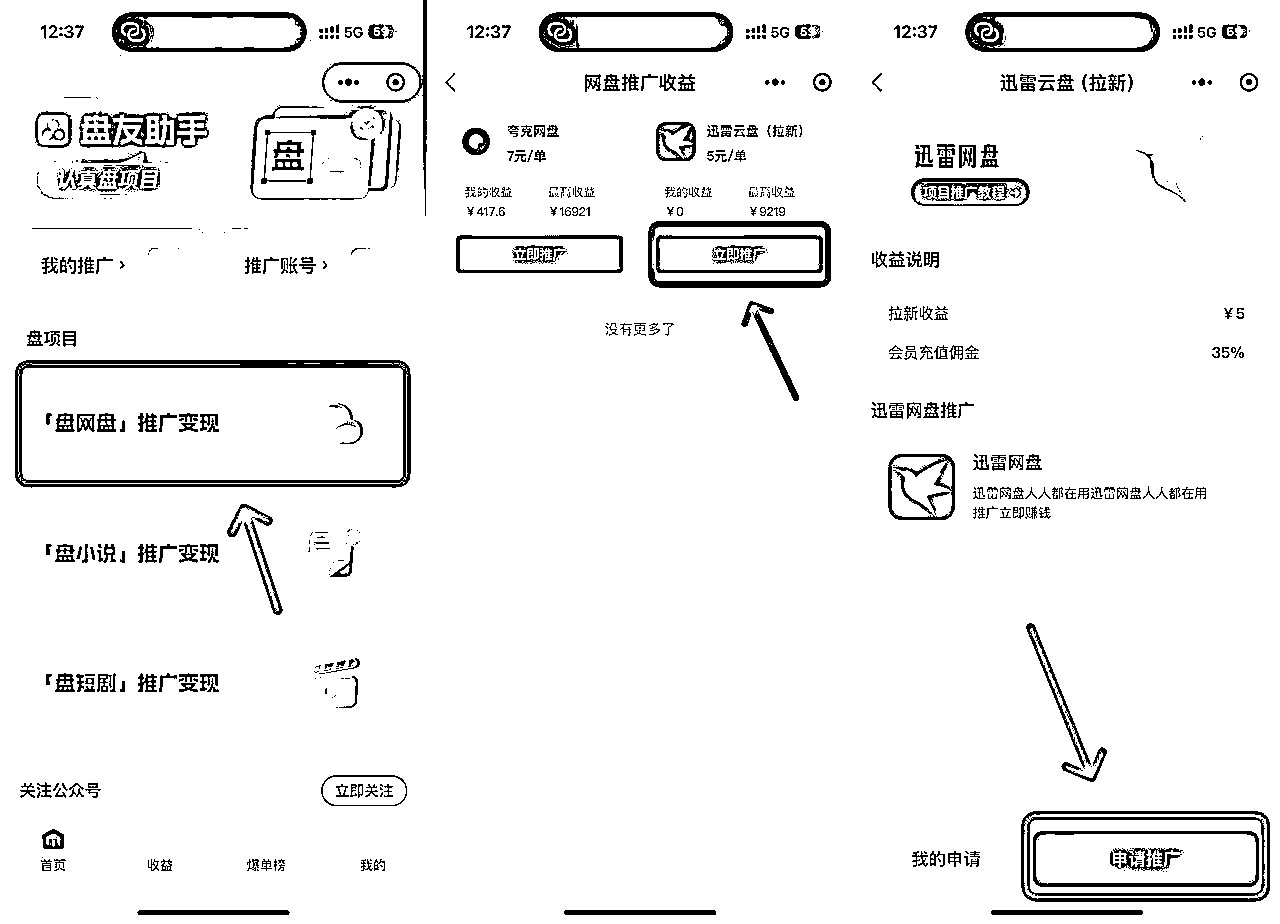 12:37
5G
盘友助手
认真盘项目
盘
我的推广 ›
推广账号 ›
盘项目
「盘网盘」推广变现
「盘小说」推广变现
「盘短剧」推广变现
关注公众号
立即关注
首页
收益
爆单榜
我的
12:37
5G
网盘推广收益
夸克网盘
7元/单
我的收益
最高收益
¥417.6
¥16921
立即推广
迅雷云盘（拉新）
5元/单
我的收益
最高收益
¥0
¥9219
立即推广
没有更多了
12:37
5G
迅雷云盘（拉新）
迅雷网盘
项目推广教程
收益说明
拉新收益
¥5
会员充值佣金
35%
迅雷网盘推广
迅雷网盘
迅雷网盘人人都在用迅雷网盘人人都在用
推广立即赚钱
我的申请
申请推广